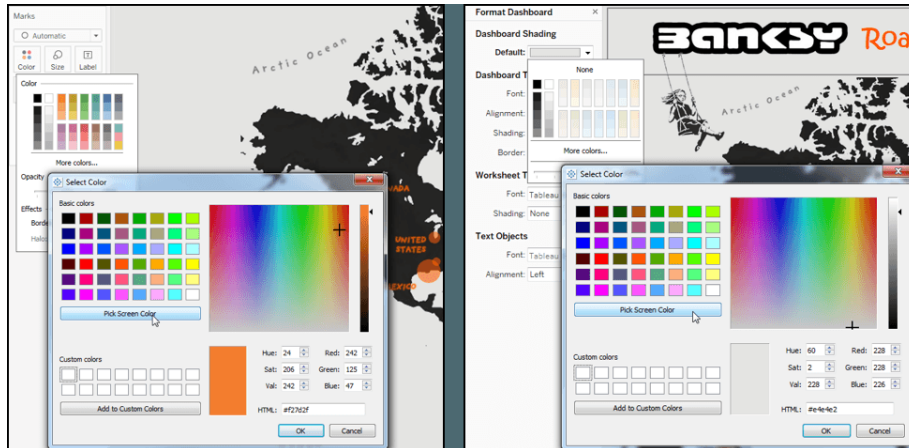 Marks
Automatic
Color
Size
Label
Color
More colors...
Opacity
Effects
Arctic Ocean
UNITED
STATES
Select Color
Basic colors
Pick Screen Color
Custom colors
Add to Custom Colors
Hue: 24
Red: 242
Sat: 206
Green: 125
Val: 242
Blue: 47
HTML: #f27d2f
OK
Cancel
Format Dashboard
Dashboard Shading
Default:
None
Dashboard T
Font:
Alignment:
Shading:
Border:
More colors...
Worksheet T
Font: Tableau
Shading: None
Text Objects
Font: Tableau
Alignment: Left
BANKSY Roa
Arctic Ocean
Select Color
Basic colors
Pick Screen Color
Custom colors
Add to Custom Colors
Hue: 60
Red: 228
Sat: 2
Green: 228
Val: 228
Blue: 226
HTML: #e4e4e2
OK
Cancel